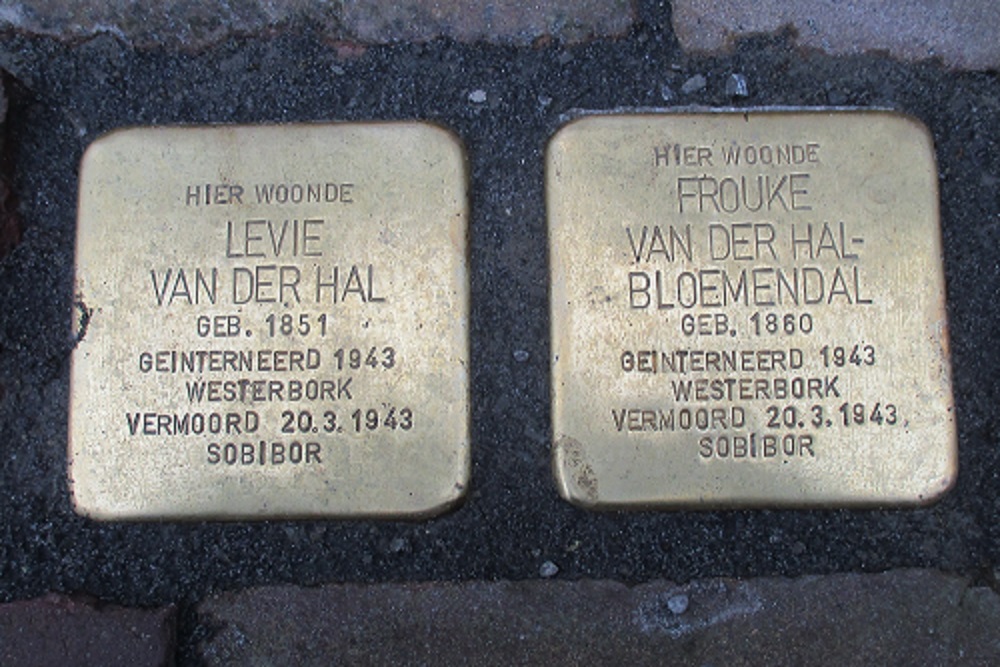 HIER WOONDE
LEVIE
VAN DER HAL
GEB. 1851
GEINTERNEERD 1943
WESTERBORK
VERMOORD 20.3.1943
SOBIBOR
HIER WOONDE
FROUKE
VAN DER HAL-
BLOEMENDAL
GEB. 1860
GEINTERNEERD 1943
WESTERBORK
VERMOORD 20.3.1943
SOBIBOR